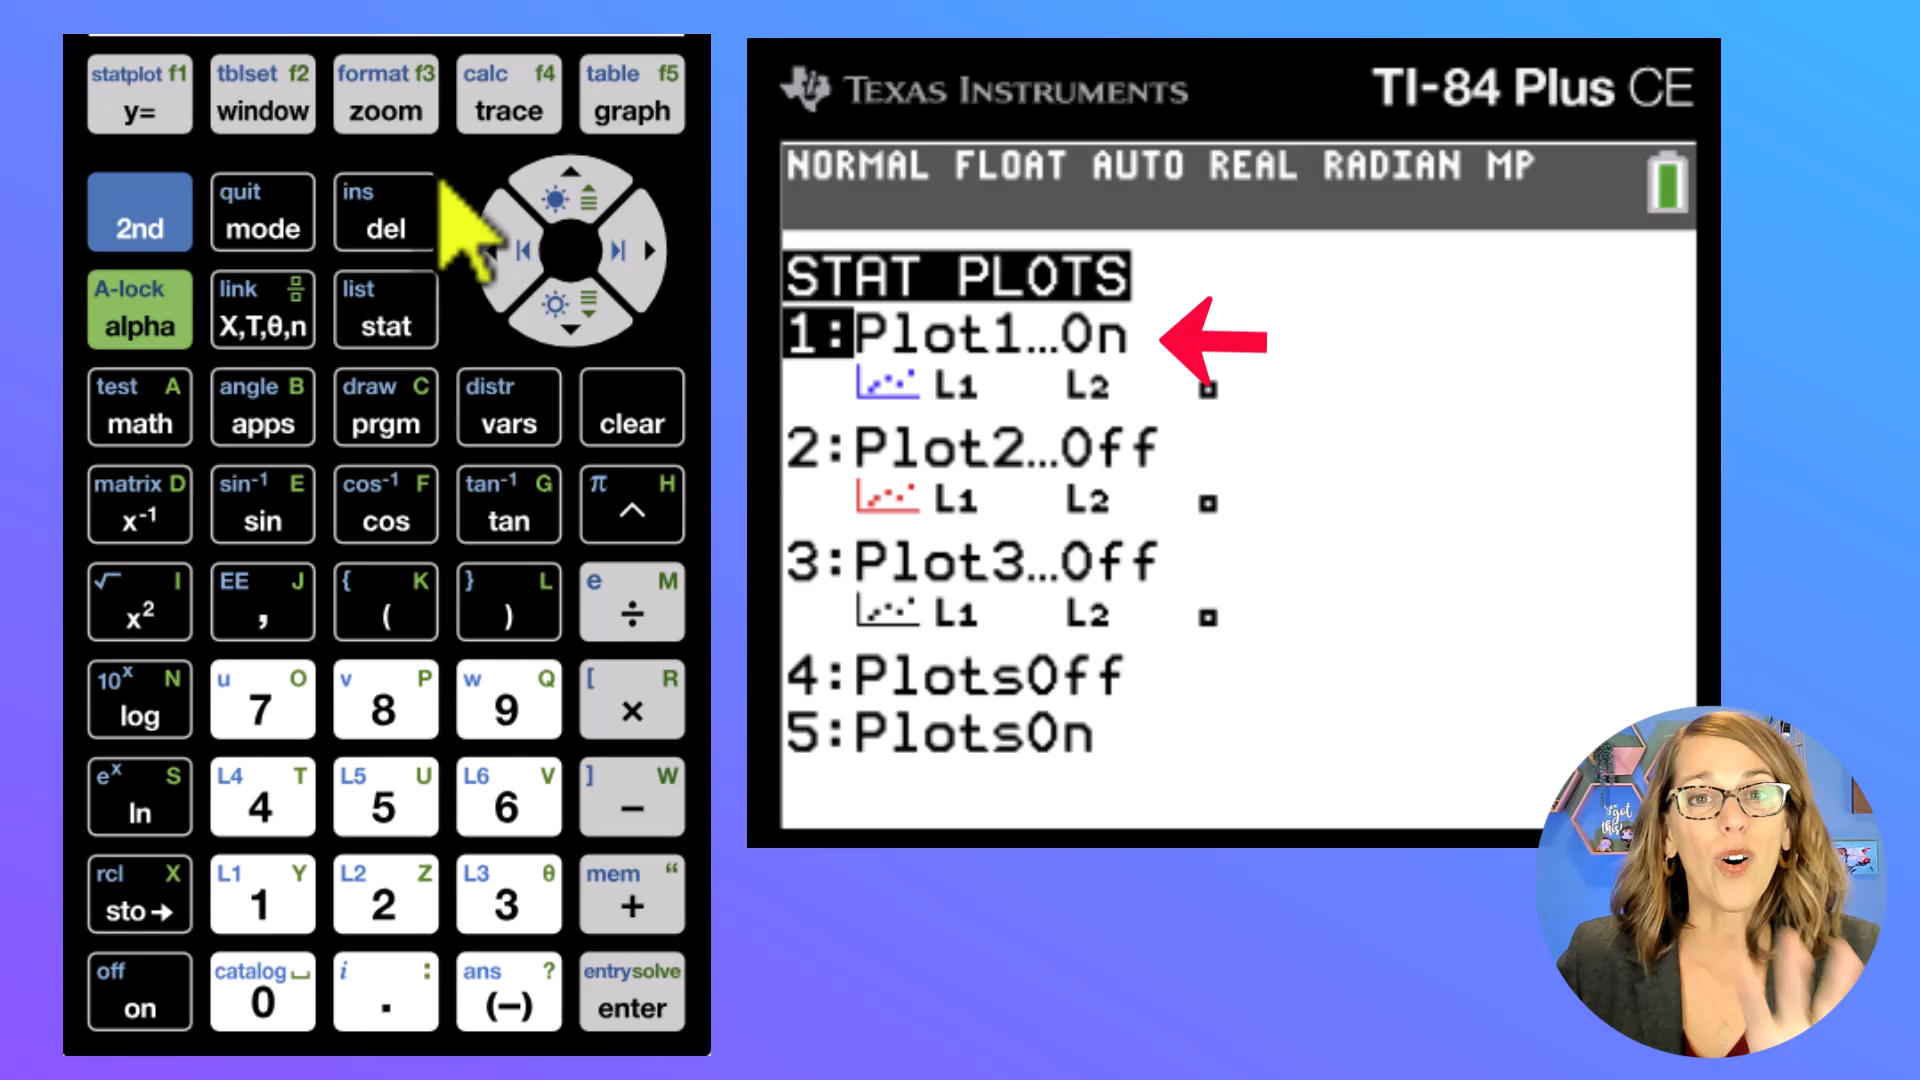 statplot f1 tblset f2 format f3 calc f4 table f5
y= window zoom trace graph
quit ins
2nd mode del
A-lock link list
alpha X,T,θ,n stat
test A angle B draw C distr
math apps prgm vars clear
matrix D sin-1 E cos-1 F tan-1 G π H
x-1 sin cos tan ^
√ I EE J { K } L e M
x2 , ( ) ÷
10x N u O v P w Q [ R
log 7 8 9 ×
ex S L4 T L5 U L6 V ] W
ln 4 5 6 −
rcl X L1 Y L2 Z L3 θ mem “
sto→ 1 2 3 +
off catalog ⎵ i : ans ? entry solve
on 0 . (−) enter
TEXAS INSTRUMENTS TI-84 Plus CE
NORMAL FLOAT AUTO REAL RADIAN MP
STAT PLOTS
1:Plot1…On
L1 L2
2:Plot2…Off
L1 L2
3:Plot3…Off
L1 L2
4:PlotsOff
5:PlotsOn
you
got
this!